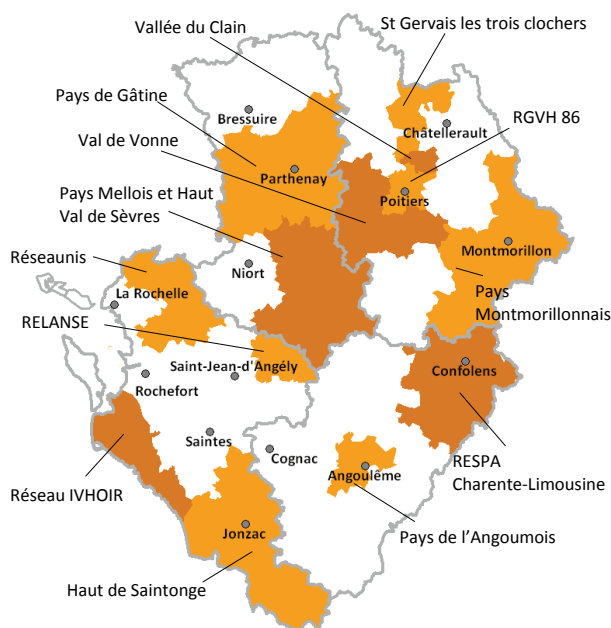 St Gervais les trois clochers
Vallée du Clain
Pays de Gâtine
Bressuire
Châtellerault
RGVH 86
Val de Vonne
Parthenay
Poitiers
Pays Mellois et Haut
Val de Sèvres
Montmorillon
Réseaunis
Niort
La Rochelle
Pays
Montmorillonnais
RELANSE
Saint-Jean-d'Angély
Confolens
Rochefort
Saintes
Cognac
RESPA
Charente-Limousine
Angoulême
Réseau IVHOIR
Jonzac
Pays de l’Angoumois
Haut de Saintonge